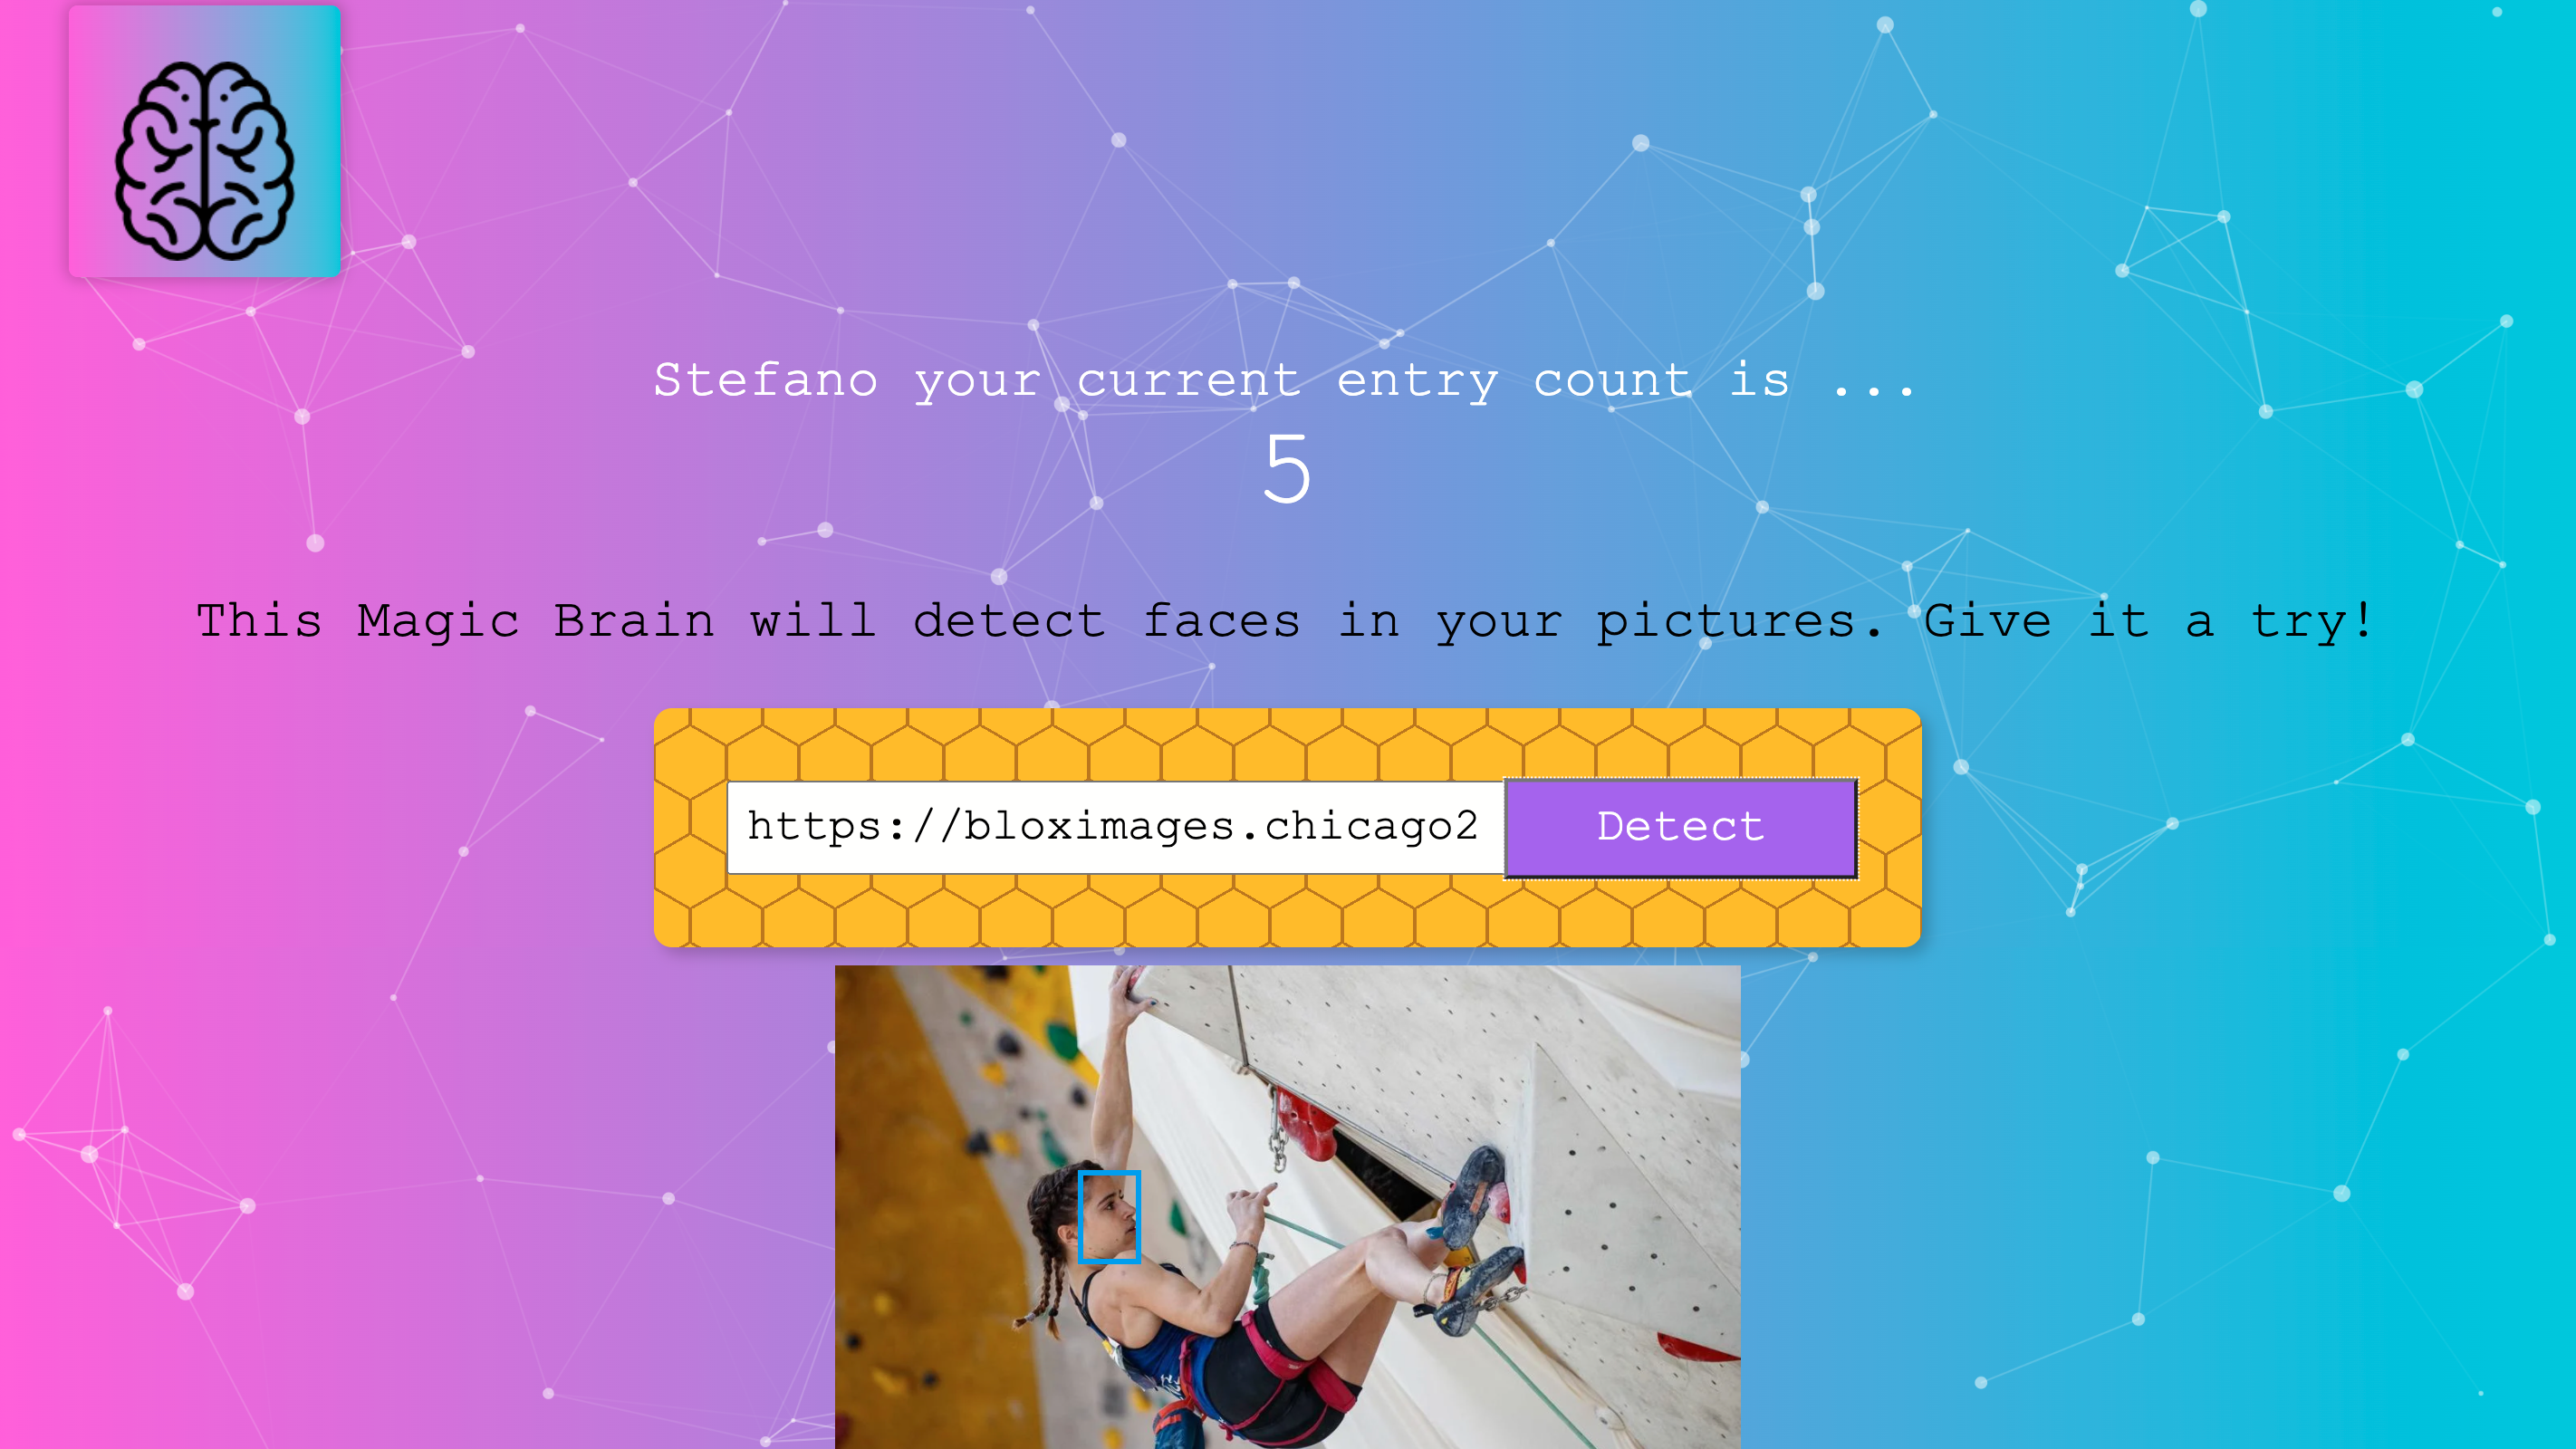 Stefano your current entry count is ...
5
This Magic Brain will detect faces in your pictures. Give it a try!
https://bloximages.chicago2
Detect